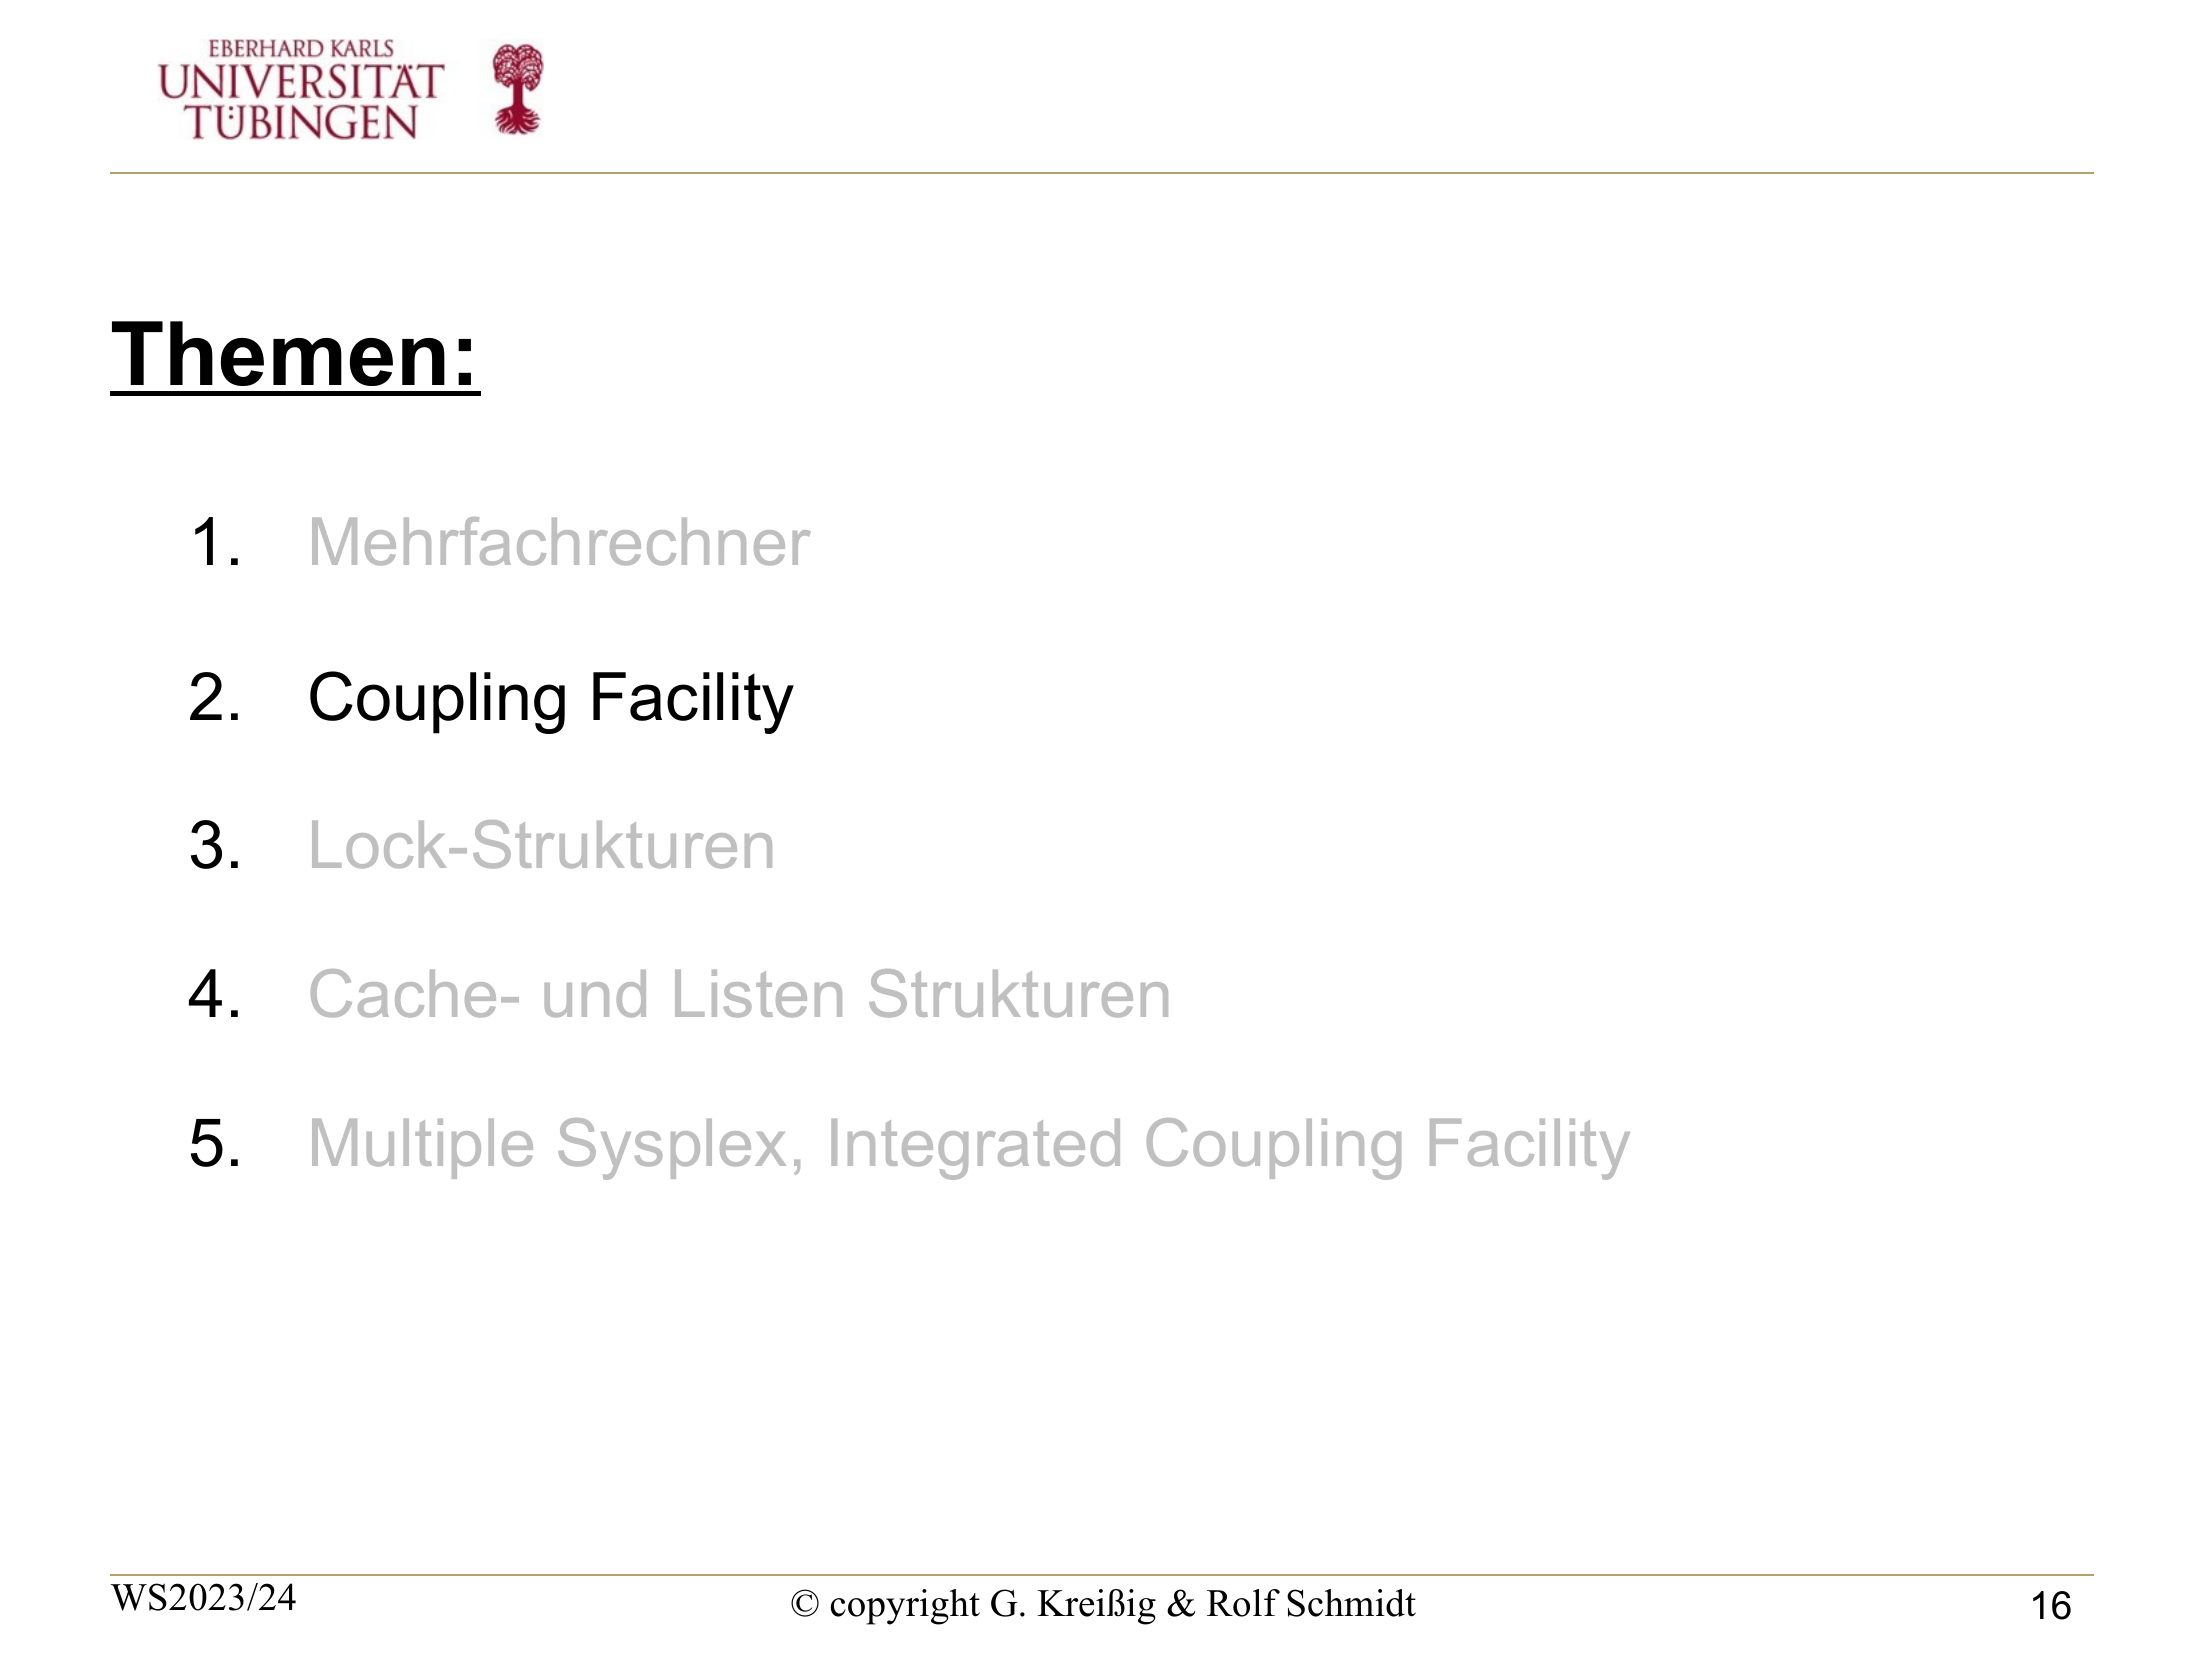 EBERHARD KARLS
UNIVERSITÄT
TÜBINGEN
Themen:
1. Mehrfachrechner
2. Coupling Facility
3. Lock-Strukturen
4. Cache- und Listen Strukturen
5. Multiple Sysplex, Integrated Coupling Facility
WS2023/24
© copyright G. Kreißig & Rolf Schmidt
16